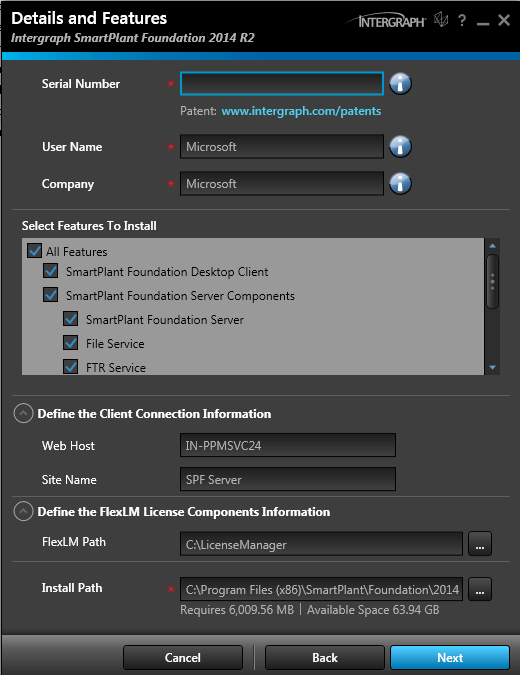 Details and Features
Intergraph SmartPlant Foundation 2014 R2
INTERGRAPH ?
Serial Number *
Patent: www.intergraph.com/patents
User Name * Microsoft
Company * Microsoft
Select Features To Install
All Features
SmartPlant Foundation Desktop Client
SmartPlant Foundation Server Components
SmartPlant Foundation Server
File Service
FTR Service
Define the Client Connection Information
Web Host IN-PPMSVC24
Site Name SPF Server
Define the FlexLM License Components Information
FlexLM Path C:\LicenseManager ...
Install Path * C:\Program Files (x86)\SmartPlant\Foundation\2014 ...
Requires 6,009.56 MB | Available Space 63.94 GB
Cancel Back Next